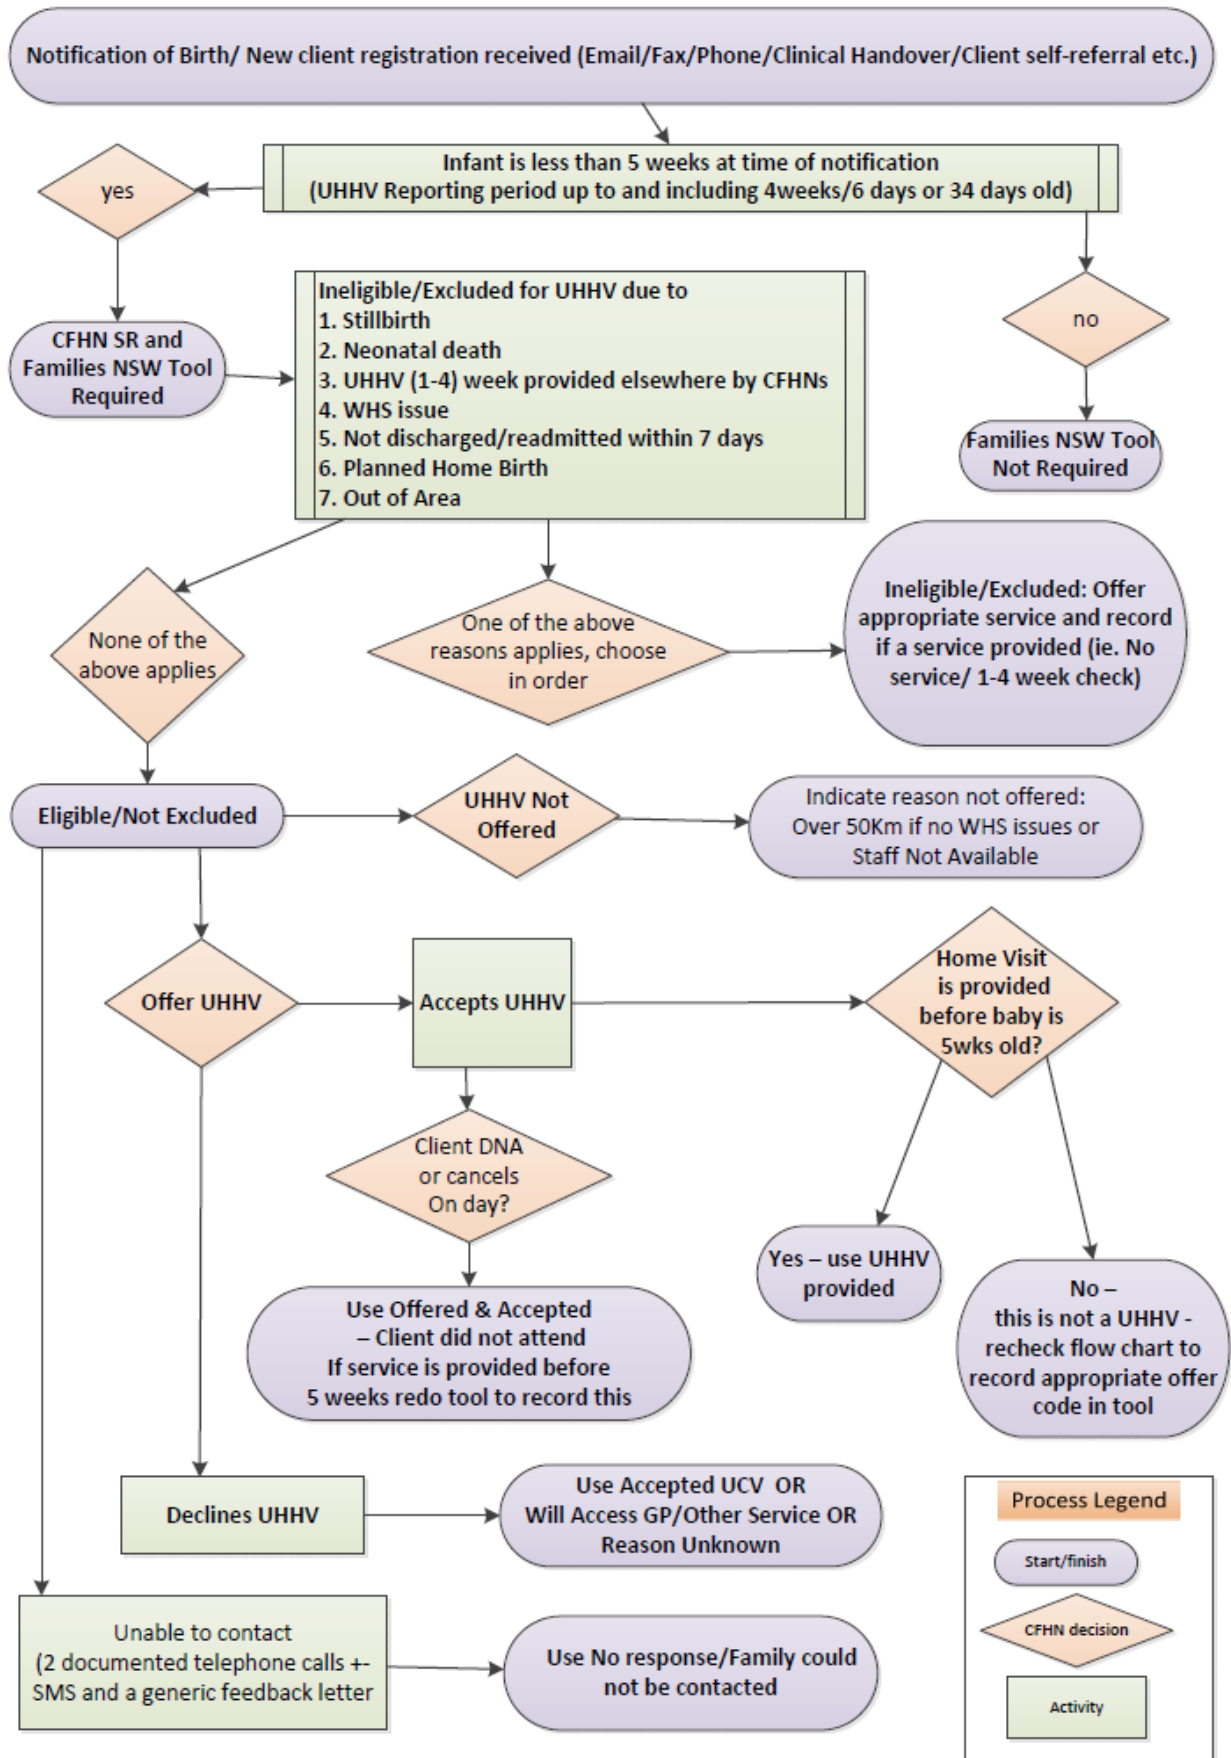 Notification of Birth/ New client registration received (Email/Fax/Phone/Clinical Handover/Client self-referral etc.)
Infant is less than 5 weeks at time of notification
(UHHV Reporting period up to and including 4weeks/6 days or 34 days old)
yes
no
CFHN SR and
Families NSW Tool
Required
Ineligible/Excluded for UHHV due to
1. Stillbirth
2. Neonatal death
3. UHHV (1-4) week provided elsewhere by CFHNs
4. WHS issue
5. Not discharged/readmitted within 7 days
6. Planned Home Birth
7. Out of Area
Families NSW Tool
Not Required
None of the
above applies
One of the above
reasons applies, choose
in order
Ineligible/Excluded: Offer
appropriate service and record
if a service provided (ie. No
service/ 1-4 week check)
Eligible/Not Excluded
UHHV Not
Offered
Indicate reason not offered:
Over 50Km if no WHS issues or
Staff Not Available
Offer UHHV
Accepts UHHV
Home Visit
is provided
before baby is
5wks old?
Client DNA
or cancels
On day?
Yes – use UHHV
provided
No –
this is not a UHHV -
recheck flow chart to
record appropriate offer
code in tool
Use Offered & Accepted
– Client did not attend
If service is provided before
5 weeks redo tool to record this
Declines UHHV
Use Accepted UCV OR
Will Access GP/Other Service OR
Reason Unknown
Unable to contact
(2 documented telephone calls +-
SMS and a generic feedback letter
Use No response/Family could
not be contacted
Process Legend
Start/finish
CFHN decision
Activity